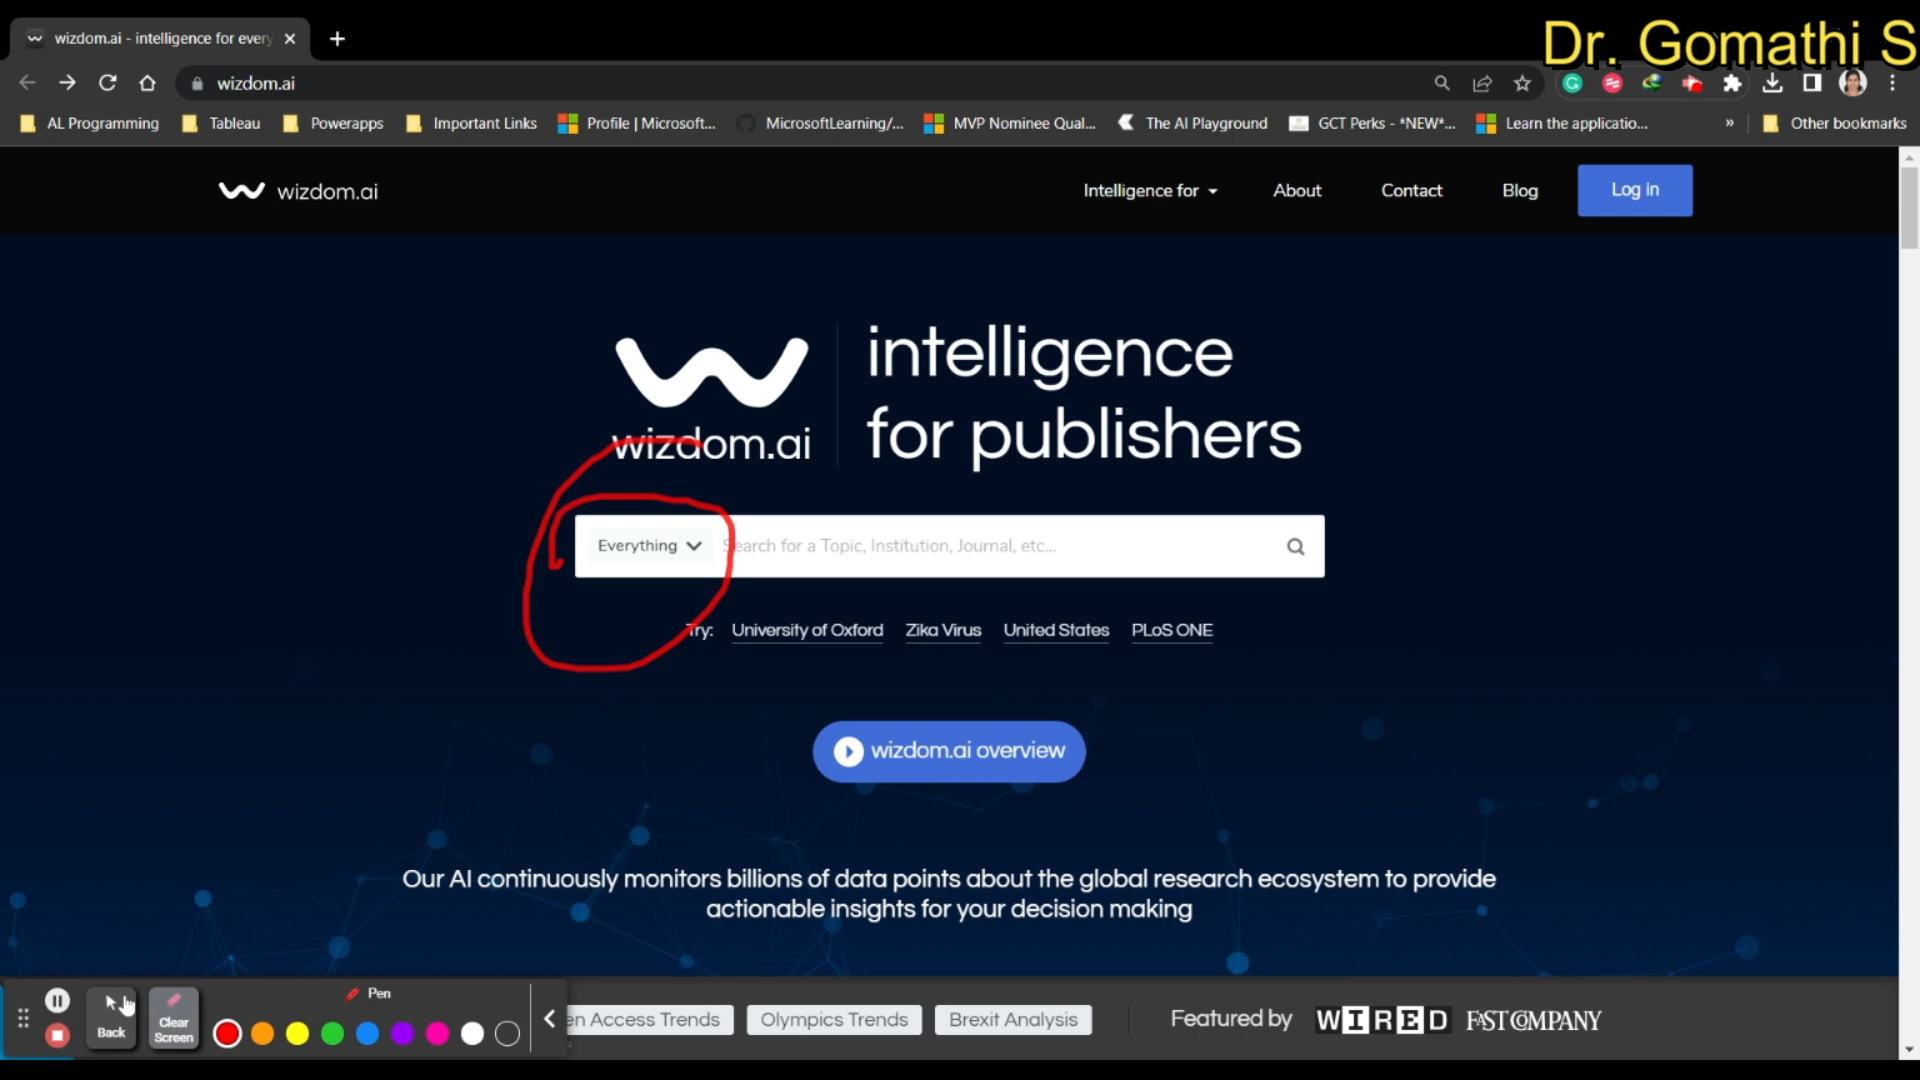 Dr. Gomathi S
wizdom.ai - intelligence for every
wizdom.ai
AL Programming Tableau Powerapps Important Links Profile | Microsoft... MicrosoftLearning/... MVP Nominee Qual... The AI Playground GCT Perks - *NEW*... Learn the applicatio... » Other bookmarks
wizdom.ai Intelligence for About Contact Blog Log in
intelligence
for publishers
wizdom.ai
Everything Search for a Topic, Institution, Journal, etc...
Try: University of Oxford Zika Virus United States PLoS ONE
wizdom.ai overview
Our AI continuously monitors billions of data points about the global research ecosystem to provide
actionable insights for your decision making
Pen
Back Clear Screen
en Access Trends Olympics Trends Brexit Analysis Featured by WIRED FAST COMPANY